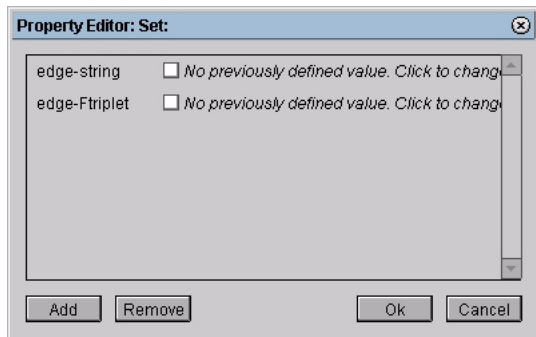 Property Editor: Set:
edge-string No previously defined value. Click to change
edge-Ftriplet No previously defined value. Click to chang
Add Remove Ok Cancel